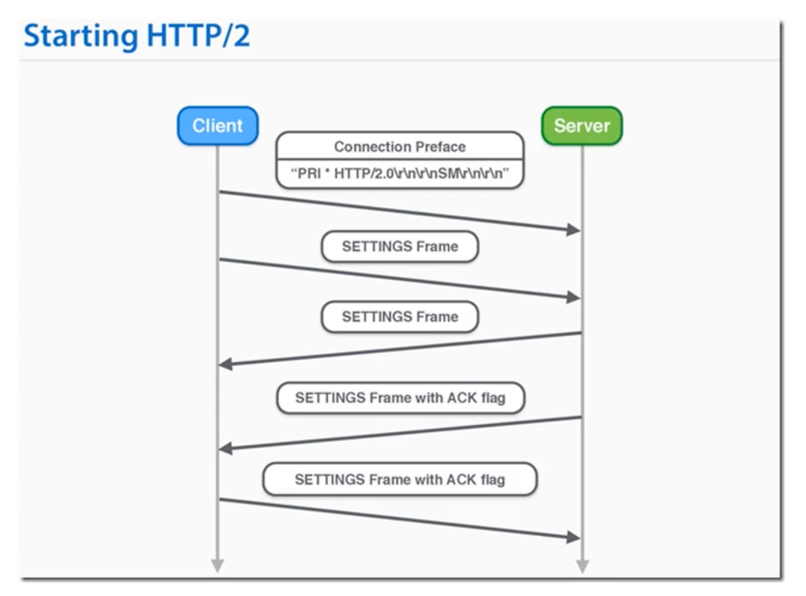 Starting HTTP/2
Client
Server
Connection Preface
“PRI * HTTP/2.0\r\n\r\nSM\r\n\r\n”
SETTINGS Frame
SETTINGS Frame
SETTINGS Frame with ACK flag
SETTINGS Frame with ACK flag